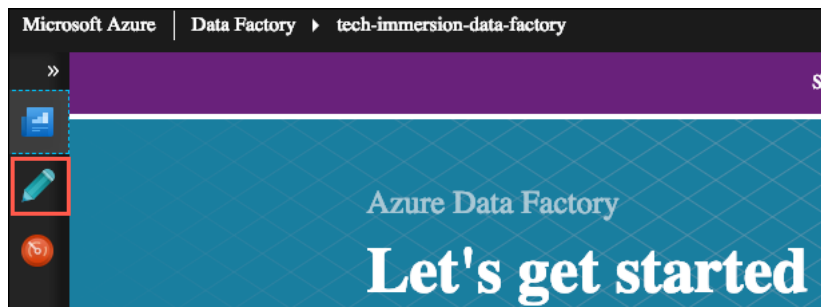 Microsoft Azure Data Factory tech-immersion-data-factory
»
S
Azure Data Factory
Let's get started